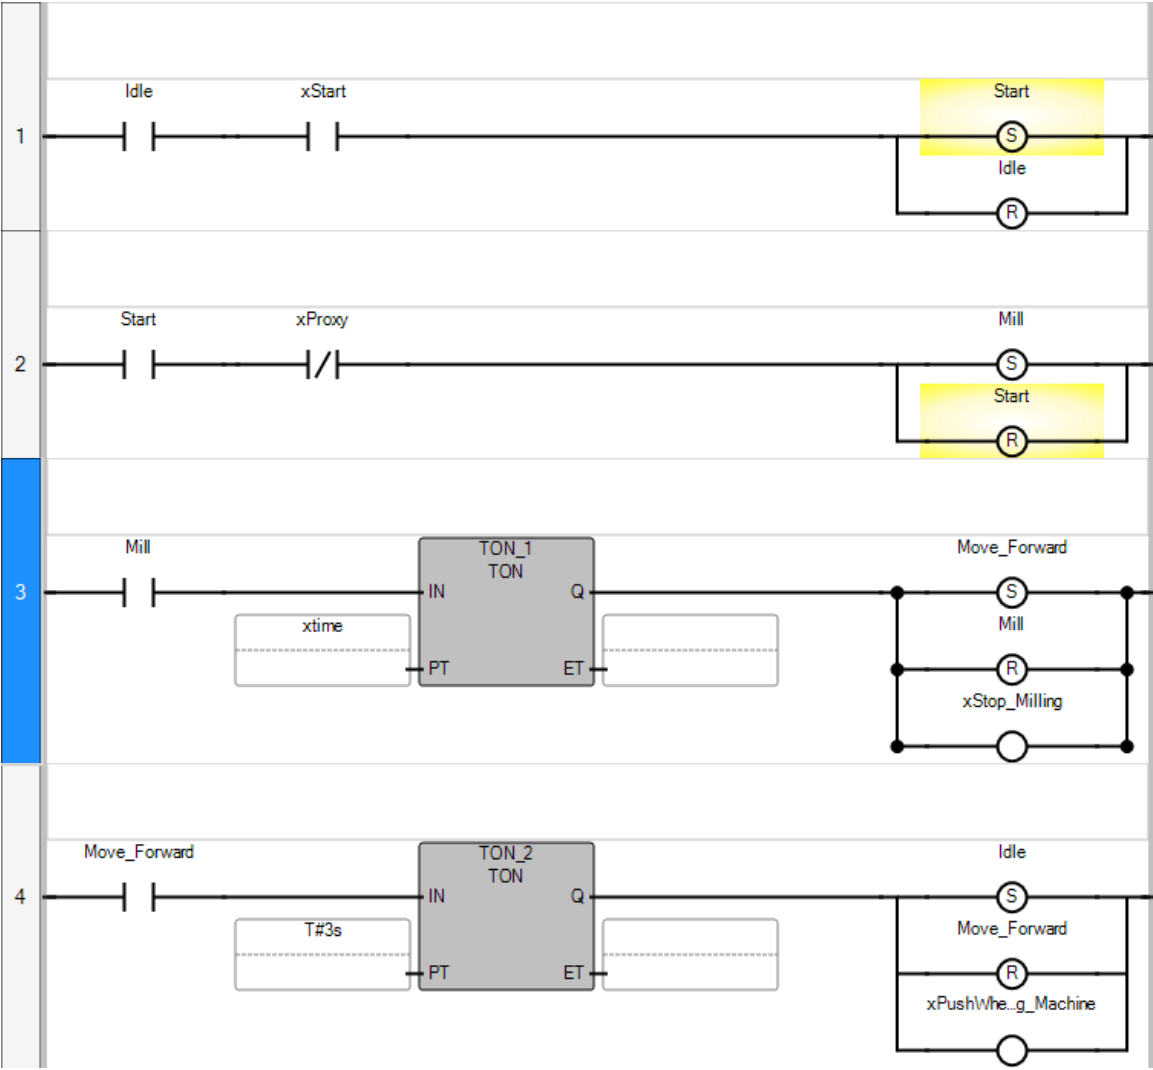 Idle xStart Start
1 S
Idle
R
Start xProxy Mill
2 S
Start
R
Mill TON_1 Move_Forward
TON
3 IN Q S
xtime Mill
PT ET R
xStop_Milling
Move_Forward TON_2 Idle
TON
4 IN Q S
T#3s Move_Forward
PT ET R
xPushWhe...g_Machine